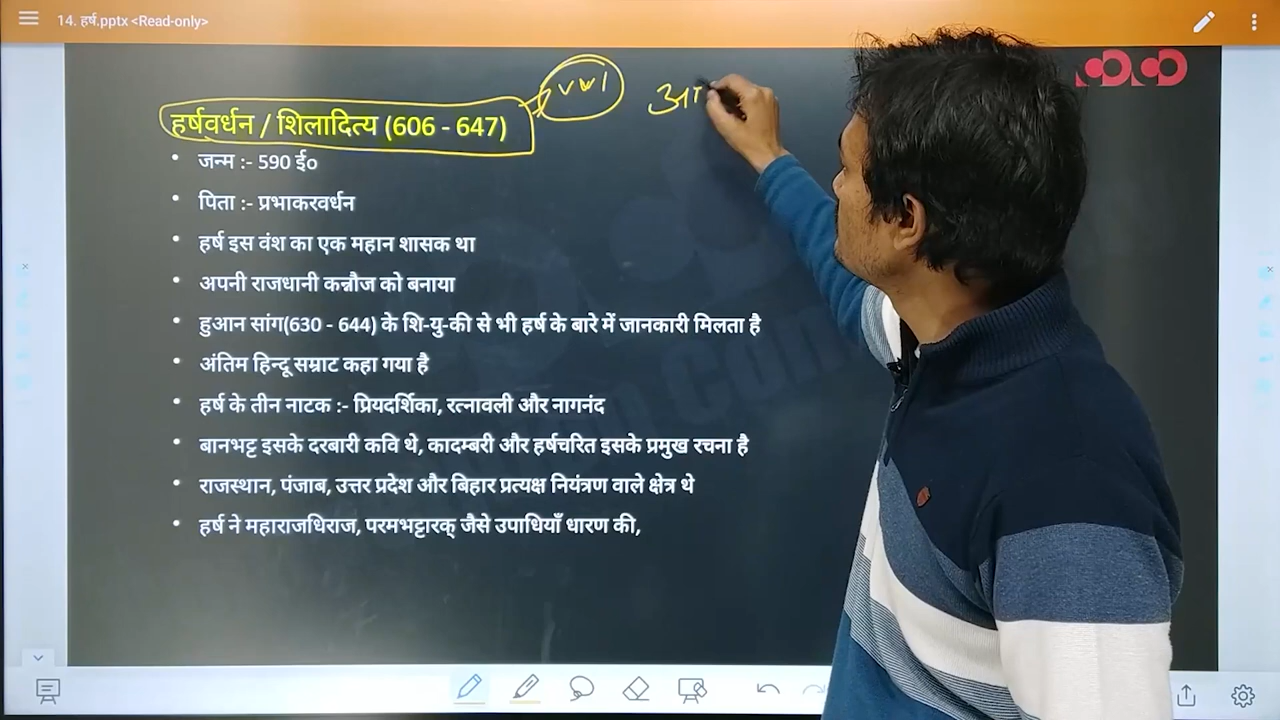 14. हर्ष.pptx <Read-only>
v v ।
आ
हर्षवर्धन / शिलादित्य (606 - 647)
• जन्म :- 590 ई०
• पिता :- प्रभाकरवर्धन
• हर्ष इस वंश का एक महान शासक था
• अपनी राजधानी कन्नौज को बनाया
• हुआन सांग(630 - 644) के शि-यु-की से भी हर्ष के बारे में जानकारी मिलता है
• अंतिम हिन्दू सम्राट कहा गया है
• हर्ष के तीन नाटक :- प्रियदर्शिका, रत्नावली और नागनंद
• बानभट्ट इसके दरबारी कवि थे, कादम्बरी और हर्षचरित इसके प्रमुख रचना है
• राजस्थान, पंजाब, उत्तर प्रदेश और बिहार प्रत्यक्ष नियंत्रण वाले क्षेत्र थे
• हर्ष ने महाराजधिराज, परमभट्टारक् जैसे उपाधियाँ धारण की,